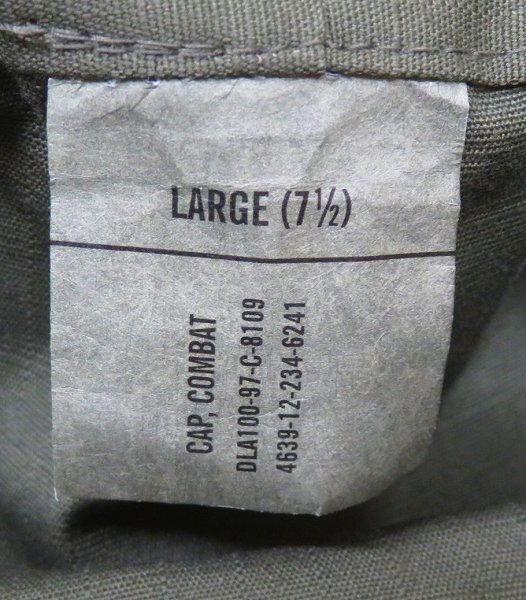 LARGE (7½)
CAP, COMBAT
DLA100-97-C-8109
4639-12-234-6241